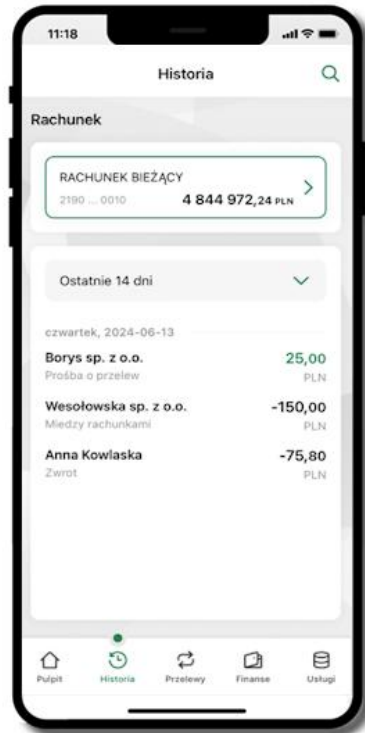 11:18
Historia
Rachunek
RACHUNEK BIEŻĄCY
2190 ... 0010 4 844 972,24 PLN
Ostatnie 14 dni
czwartek, 2024-06-13
Borys sp. z o.o. 25,00
Prośba o przelew PLN
Wesołowska sp. z o.o. -150,00
Miedzy rachunkami PLN
Anna Kowlaska -75,80
Zwrot PLN
Pulpit Historia Przelewy Finanse Usługi